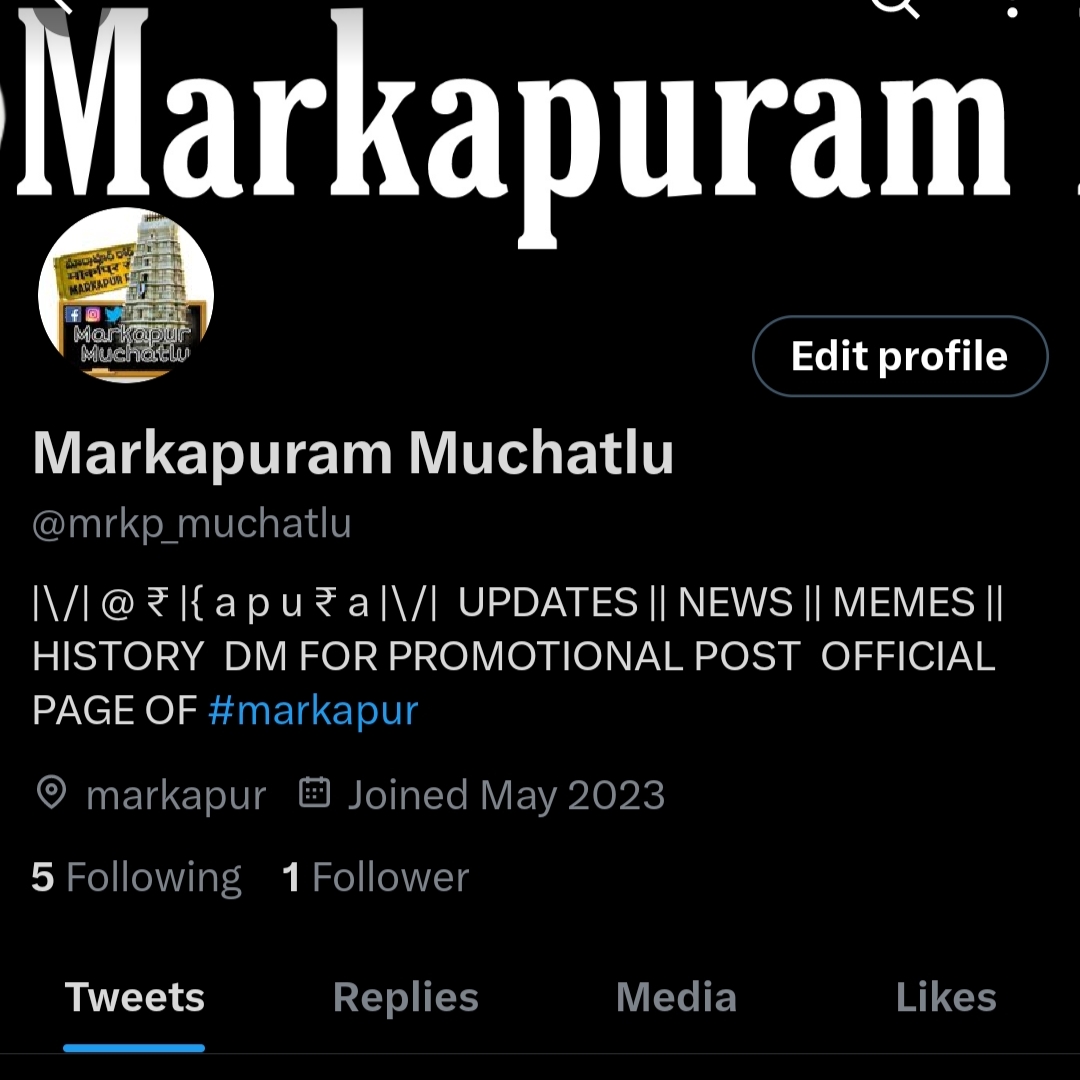 Markapuram
मार्कापुर
MARKAPUR
Markapur
Muchatlu
Edit profile
Markapuram Muchatlu
@mrkp_muchatlu
|\/| @ ₹ |{ a p u ₹ a |\/| UPDATES || NEWS || MEMES ||
HISTORY DM FOR PROMOTIONAL POST OFFICIAL
PAGE OF #markapur
markapur Joined May 2023
5 Following 1 Follower
Tweets Replies Media Likes